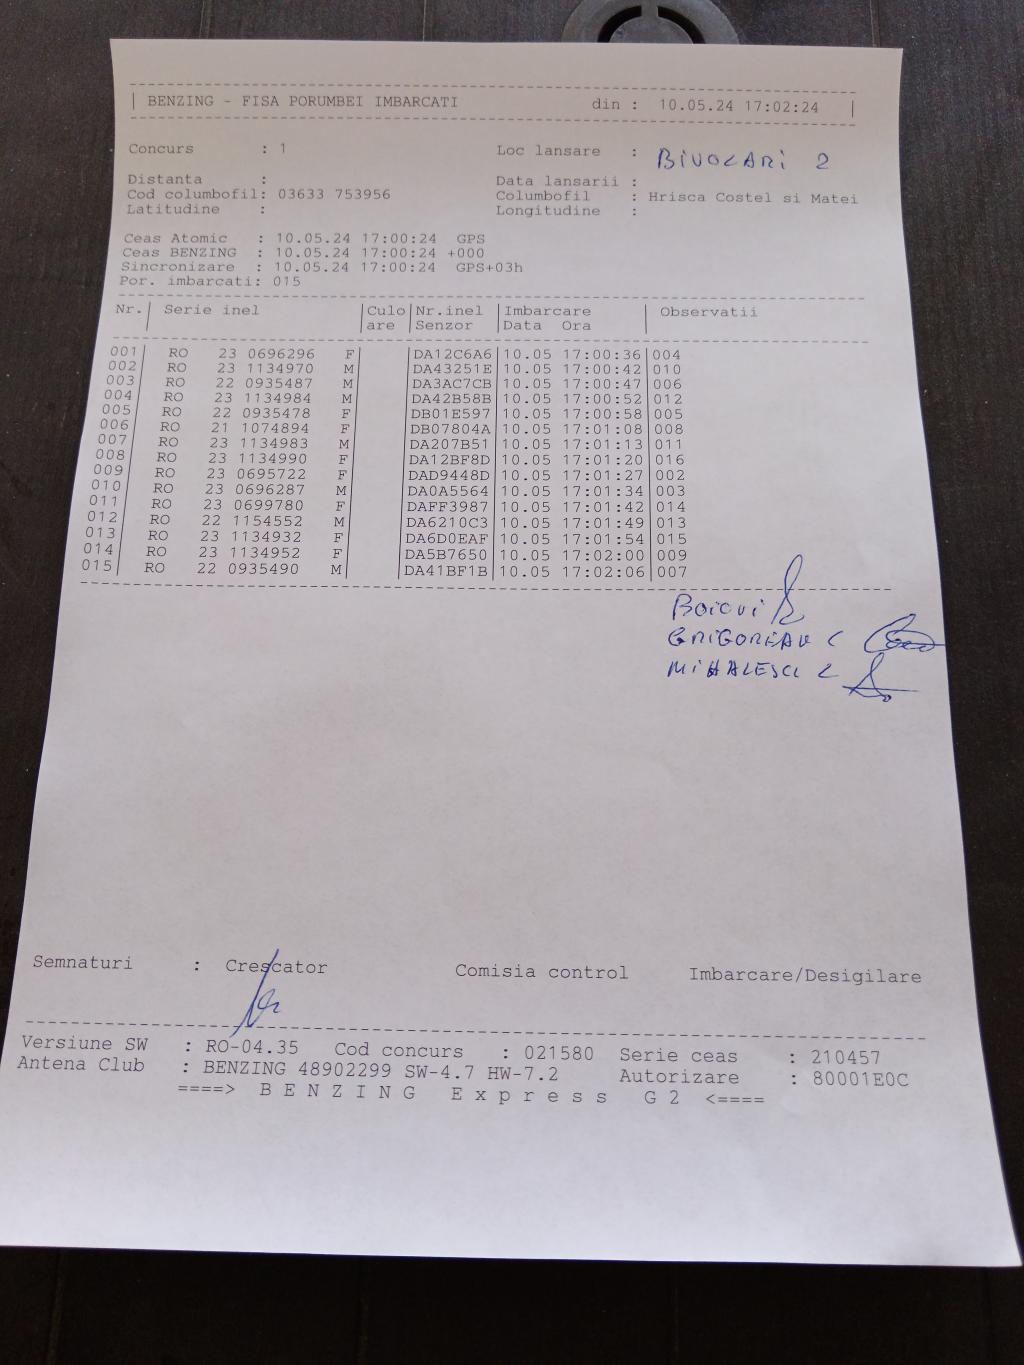 BENZING - FISA PORUMBEI IMBARCATI din : 10.05.24 17:02:24
Concurs : 1 Loc lansare : BIVOLARI 2
Distanta : Data lansarii :
Cod columbofil: 03633 753956 Columbofil : Hrisca Costel si Matei
Latitudine : Longitudine :
Ceas Atomic : 10.05.24 17:00:24 GPS
Ceas BENZING : 10.05.24 17:00:24 +000
Sincronizare : 10.05.24 17:00:24 GPS+03h
Por. imbarcati: 015
Nr. Serie inel Culo Nr.inel Imbarcare Observatii
are Senzor Data Ora
001 RO 23 0696296 F DA12C6A6 10.05 17:00:36 004
002 RO 23 1134970 M DA43251E 10.05 17:00:42 010
003 RO 22 0935487 M DA3AC7CB 10.05 17:00:47 006
004 RO 23 1134984 M DA42B58B 10.05 17:00:52 012
005 RO 22 0935478 F DB01E597 10.05 17:00:58 005
006 RO 21 1074894 F DB07804A 10.05 17:01:08 008
007 RO 23 1134983 M DA207B51 10.05 17:01:13 011
008 RO 23 1134990 F DA12BF8D 10.05 17:01:20 016
009 RO 23 0695722 F DAD9448D 10.05 17:01:27 002
010 RO 23 0696287 M DA0A5564 10.05 17:01:34 003
011 RO 23 0699780 F DAFF3987 10.05 17:01:42 014
012 RO 22 1154552 M DA6210C3 10.05 17:01:49 013
013 RO 23 1134932 F DA6D0EAF 10.05 17:01:54 015
014 RO 23 1134952 F DA5B7650 10.05 17:02:00 009
015 RO 22 0935490 M DA41BF1B 10.05 17:02:06 007
GRIGOREAN C
Semnaturi : Crescator Comisia control Imbarcare/Desigilare
Versiune SW : RO-04.35 Cod concurs : 021580 Serie ceas : 210457
Antena Club : BENZING 48902299 SW-4.7 HW-7.2 Autorizare : 80001E0C
====> B E N Z I N G E x p r e s s G 2 <====